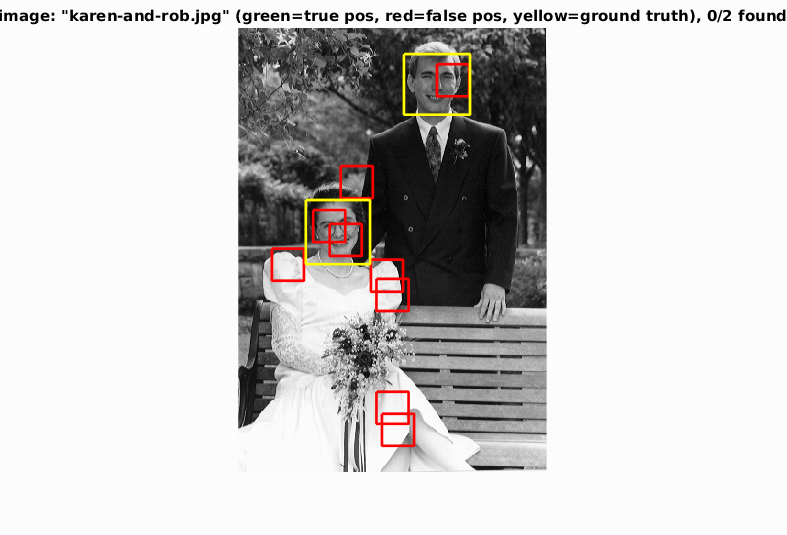 image: "karen-and-rob.jpg" (green=true pos, red=false pos, yellow=ground truth), 0/2 found